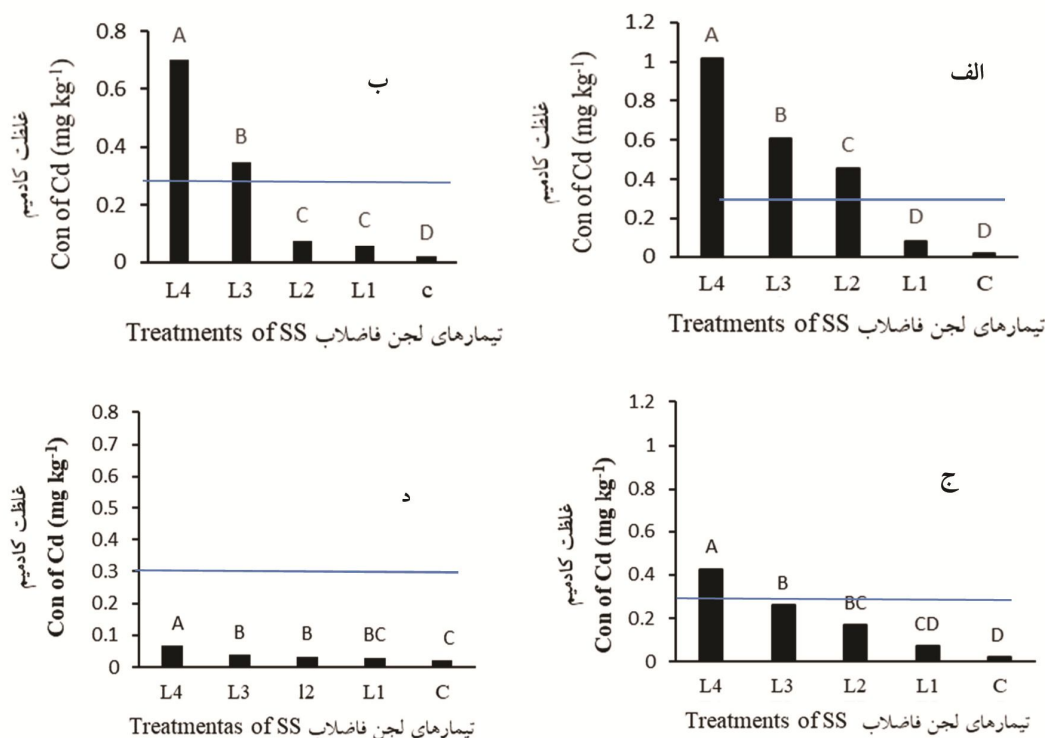 الف
غلظت کادمیم
Con of Cd (mg kg-1)
1.2
1
0.8
0.6
0.4
0.2
0
A
B
C
D
D
L4 L3 L2 L1 C
Treatments of SS تیمارهای لجن فاضلاب
ب
غلظت کادمیم
Con of Cd (mg kg-1)
0.8
0.6
0.4
0.2
0
A
B
C
C
D
L4 L3 L2 L1 c
Treatments of SS تیمارهای لجن فاضلاب
ج
غلظت کادمیم
Con of Cd (mg kg-1)
1.2
1
0.8
0.6
0.4
0.2
0
A
B
BC
CD
D
L4 L3 L2 L1 C
Treatments of SS تیمارهای لجن فاضلاب
د
غلظت کادمیم
Con of Cd (mg kg-1)
0.8
0.7
0.6
0.5
0.4
0.3
0.2
0.1
0
A
B
B
BC
C
L4 L3 l2 L1 C
Treatmentas of SS تیمارهای لجن فاضلاب